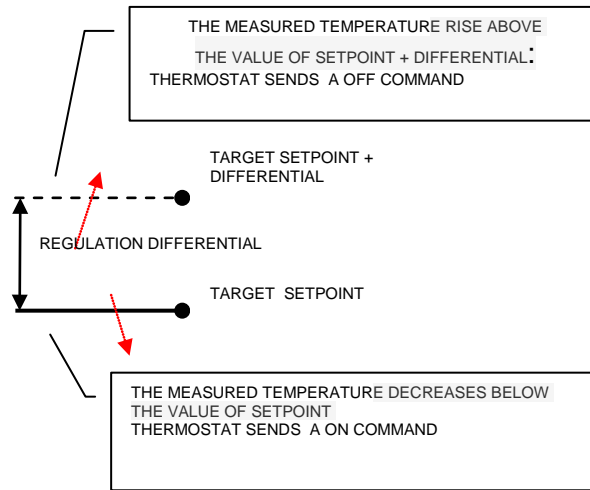 THE MEASURED TEMPERATURE RISE ABOVE
THE VALUE OF SETPOINT + DIFFERENTIAL:
THERMOSTAT SENDS A OFF COMMAND
TARGET SETPOINT +
DIFFERENTIAL
REGULATION DIFFERENTIAL
TARGET SETPOINT
THE MEASURED TEMPERATURE DECREASES BELOW
THE VALUE OF SETPOINT
THERMOSTAT SENDS A ON COMMAND